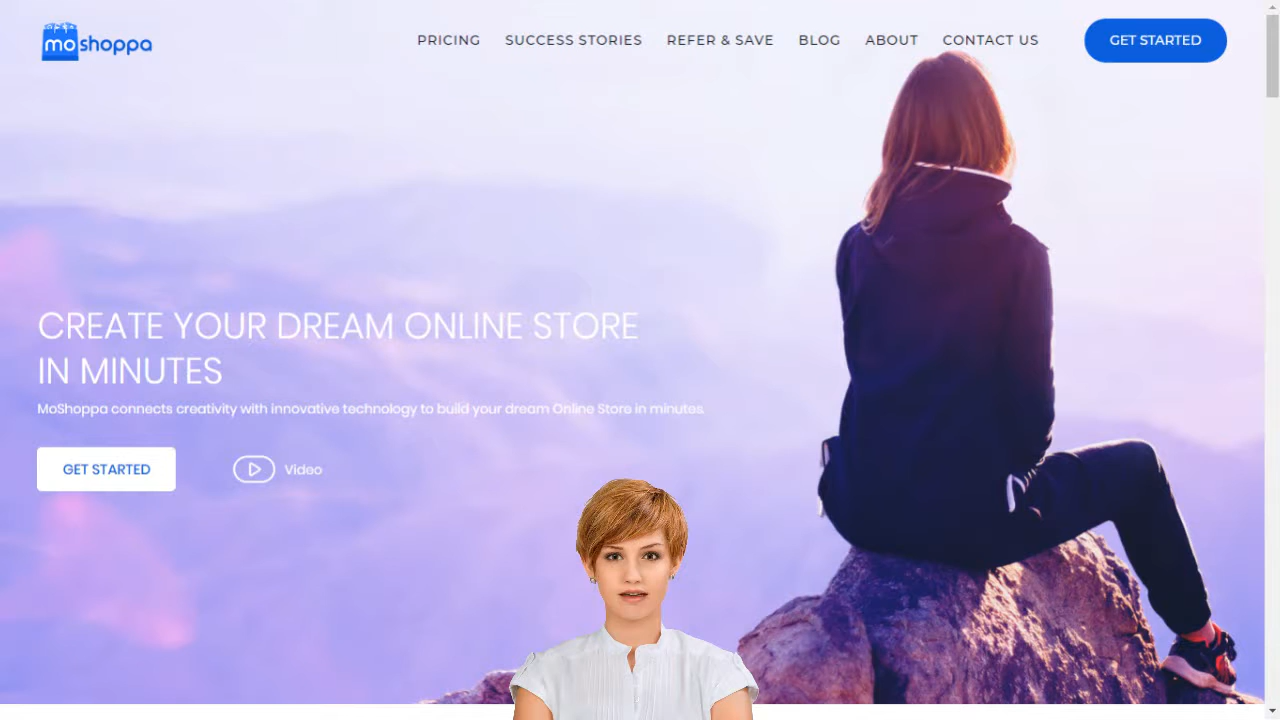 moshoppa
PRICING SUCCESS STORIES REFER & SAVE BLOG ABOUT CONTACT US GET STARTED
CREATE YOUR DREAM ONLINE STORE
IN MINUTES
MoShoppa connects creativity with innovative technology to build your dream Online Store in minutes.
GET STARTED Video